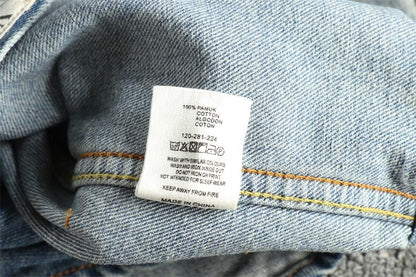 100% PAMUK
COTTON
ALGODON
COTON
120-281-224
WASH WITH SIMILAR COLOURS
WASH AND IRON INSIDE OUT
DO NOT IRON ON PRINT
NOT INTENDED FOR SLEEP WEAR
KEEP AWAY FROM FIRE
MADE IN CHINA